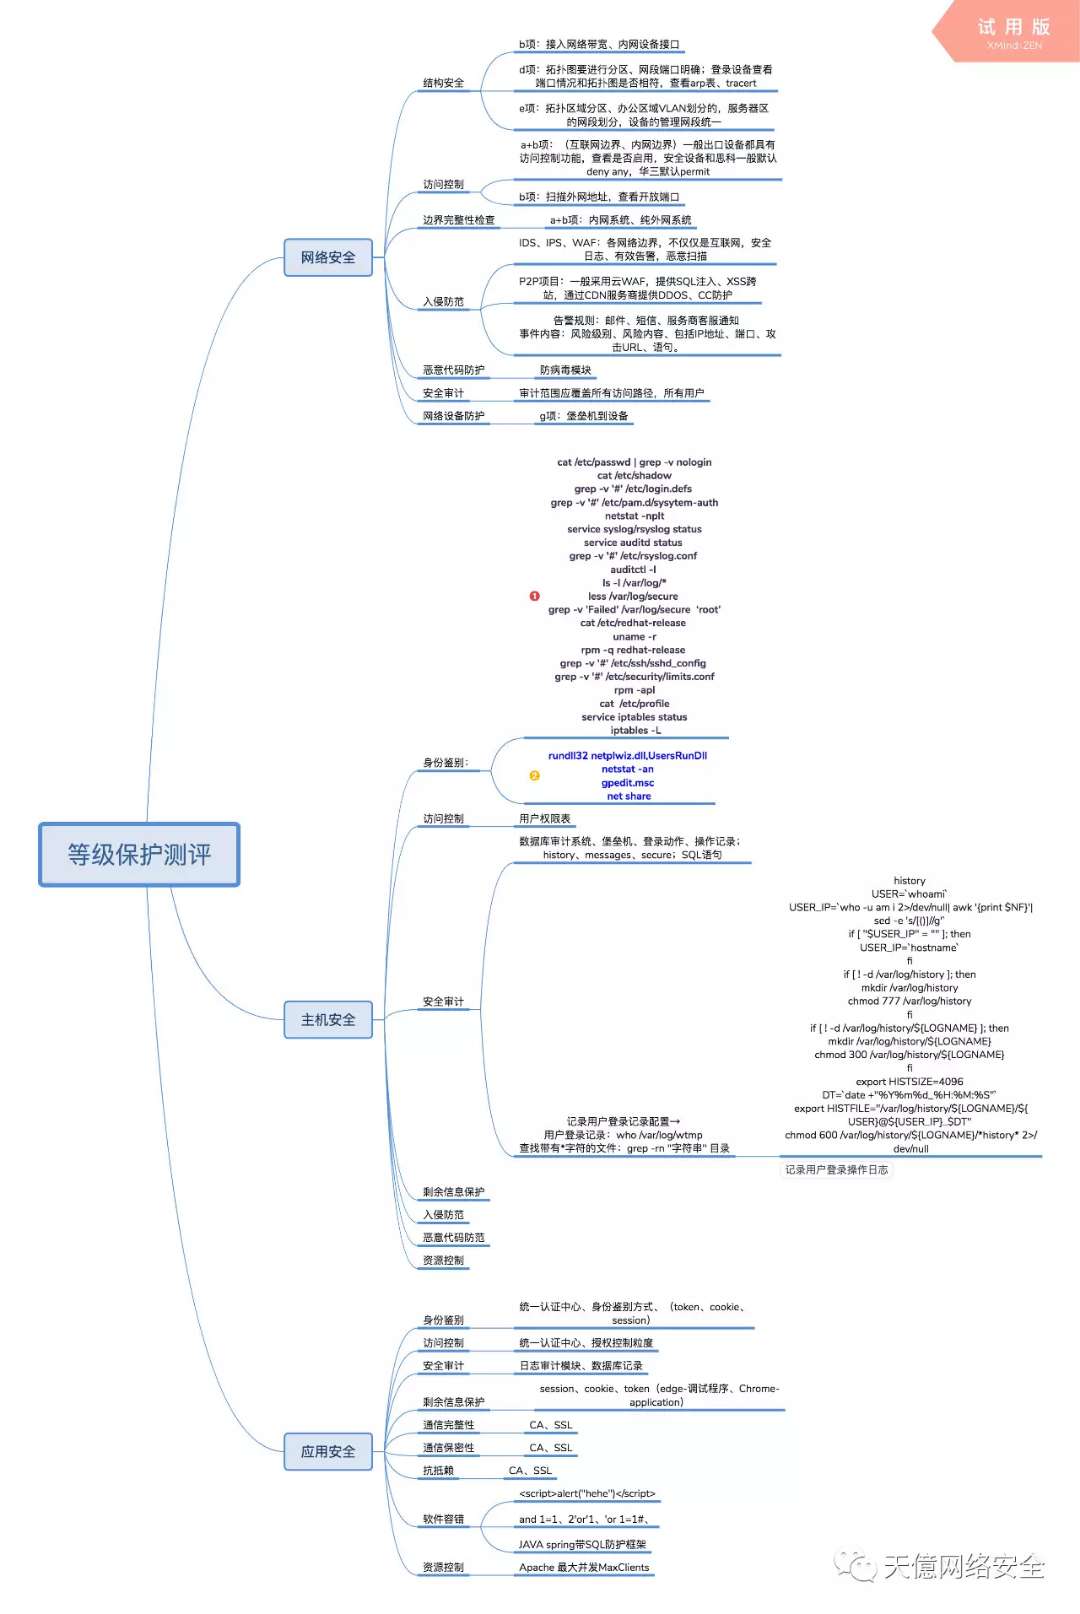 试用版
XMind:ZEN
等级保护测评
网络安全
结构安全
b项：接入网络带宽、内网设备接口
d项：拓扑图要进行分区、网段端口明确；登录设备查看
端口情况和拓扑图是否相符，查看arp表、tracert
e项：拓扑区域分区、办公区域VLAN划分的，服务器区
的网段划分，设备的管理网段统一
访问控制
a+b项：（互联网边界、内网边界）一般出口设备都具有
访问控制功能，查看是否启用，安全设备和思科一般默认
deny any，华三默认permit
b项：扫描外网地址，查看开放端口
边界完整性检查
a+b项：内网系统、纯外网系统
入侵防范
IDS、IPS、WAF：各网络边界，不仅仅是互联网，安全
日志、有效告警，恶意扫描
P2P项目：一般采用云WAF，提供SQL注入、XSS跨
站，通过CDN服务商提供DDOS、CC防护
告警规则：邮件、短信、服务商客服通知
事件内容：风险级别、风险内容、包括IP地址、端口、攻
击URL、语句。
恶意代码防护
防病毒模块
安全审计
审计范围应覆盖所有访问路径，所有用户
网络设备防护
g项：堡垒机到设备
主机安全
身份鉴别：
1
cat /etc/passwd | grep -v nologin
cat /etc/shadow
grep -v '#' /etc/login.defs
grep -v '#' /etc/pam.d/sysytem-auth
netstat -nplt
service syslog/rsyslog status
service auditd status
grep -v '#' /etc/rsyslog.conf
auditctl -l
ls -l /var/log/*
less /var/log/secure
grep -v 'Failed' /var/log/secure ‘root’
cat /etc/redhat-release
uname -r
rpm -q redhat-release
grep -v '#' /etc/ssh/sshd_config
grep -v '#' /etc/security/limits.conf
rpm -apl
cat /etc/profile
service iptables status
iptables -L
2
rundll32 netplwiz.dll,UsersRunDll
netstat -an
gpedit.msc
net share
访问控制
用户权限表
安全审计
数据库审计系统、堡垒机、登录动作、操作记录；
history、messages、secure；SQL语句
记录用户登录记录配置→
用户登录记录：who /var/log/wtmp
查找带有*字符的文件：grep -rn "字符串" 目录
history
USER=`whoami`
USER_IP=`who -u am i 2>/dev/null| awk '{print $NF}'|
sed -e 's/[()]//g'`
if [ "$USER_IP" = "" ]; then
USER_IP=`hostname`
fi
if [ ! -d /var/log/history ]; then
mkdir /var/log/history
chmod 777 /var/log/history
fi
if [ ! -d /var/log/history/${LOGNAME} ]; then
mkdir /var/log/history/${LOGNAME}
chmod 300 /var/log/history/${LOGNAME}
fi
export HISTSIZE=4096
DT=`date +"%Y%m%d_%H:%M:%S"`
export HISTFILE="/var/log/history/${LOGNAME}/${
USER}@${USER_IP}_$DT"
chmod 600 /var/log/history/${LOGNAME}/*history* 2>/
dev/null
记录用户登录操作日志
剩余信息保护
入侵防范
恶意代码防范
资源控制
应用安全
身份鉴别
统一认证中心、身份鉴别方式、（token、cookie、
session）
访问控制
统一认证中心、授权控制粒度
安全审计
日志审计模块、数据库记录
剩余信息保护
session、cookie、token（edge-调试程序、Chrome-
application）
通信完整性
CA、SSL
通信保密性
CA、SSL
抗抵赖
CA、SSL
软件容错
<script>alert("hehe")</script>
and 1=1、2'or'1、'or 1=1#、
JAVA spring带SQL防护框架
资源控制
Apache 最大并发MaxClients
天億网络安全